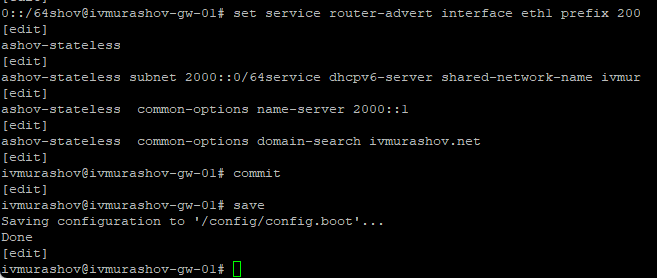 [edit]
0::/64shov@ivmurashov-gw-01# set service router-advert interface eth1 prefix 200
[edit]
ashov-stateless
[edit]
ashov-stateless subnet 2000::0/64service dhcpv6-server shared-network-name ivmur
[edit]
ashov-stateless  common-options name-server 2000::1
[edit]
ashov-stateless  common-options domain-search ivmurashov.net
[edit]
ivmurashov@ivmurashov-gw-01# commit
[edit]
ivmurashov@ivmurashov-gw-01# save
Saving configuration to '/config/config.boot'...
Done
[edit]
ivmurashov@ivmurashov-gw-01#